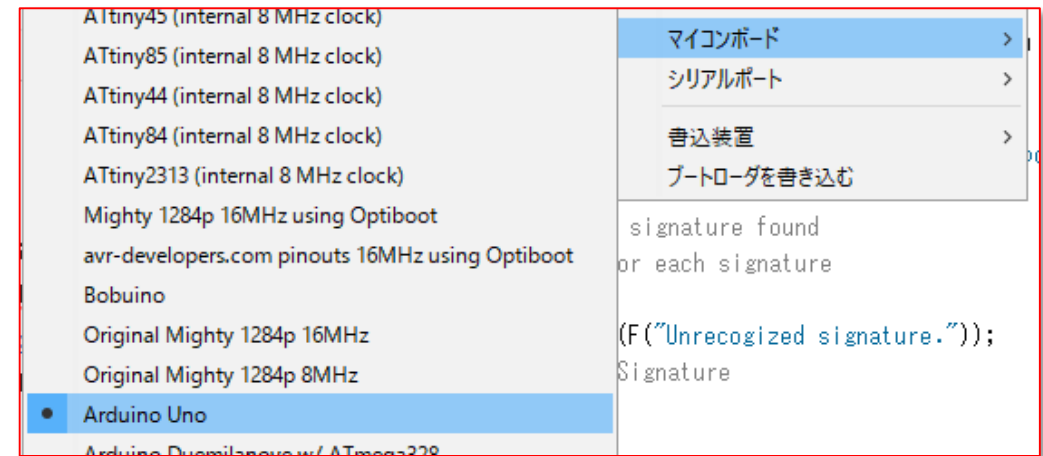 ATtiny45 (internal 8 MHz clock)
ATtiny85 (internal 8 MHz clock)
ATtiny44 (internal 8 MHz clock)
ATtiny84 (internal 8 MHz clock)
ATtiny2313 (internal 8 MHz clock)
Mighty 1284p 16MHz using Optiboot
avr-developers.com pinouts 16MHz using Optiboot
Bobuino
Original Mighty 1284p 16MHz
Original Mighty 1284p 8MHz
Arduino Uno
Arduino Duemilanove w/ ATmega328
マイコンボード
シリアルポート
書込装置
ブートローダを書き込む
signature found
or each signature
(F("Unrecogized signature."));
Signature